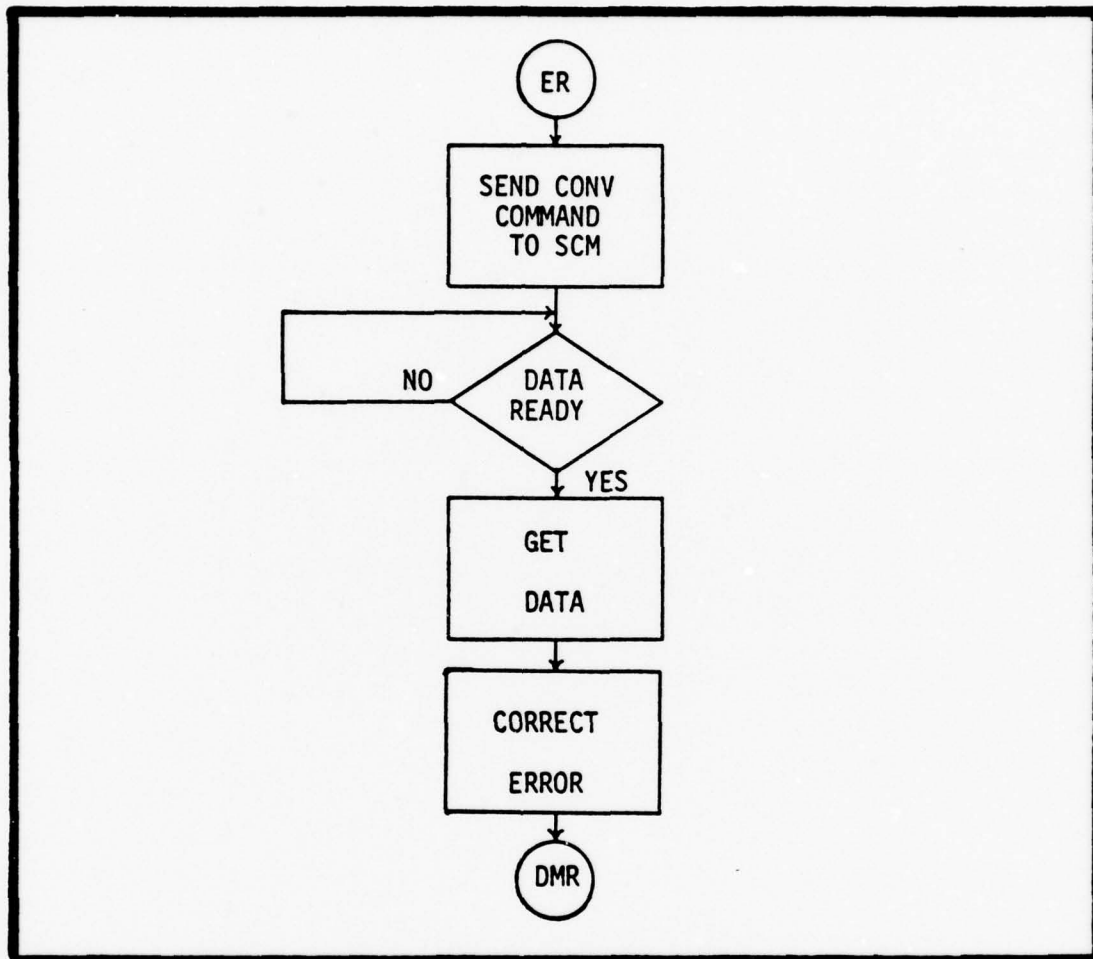 ER
SEND CONV
COMMAND
TO SCM
NO
DATA
READY
YES
GET
DATA
CORRECT
ERROR
DMR